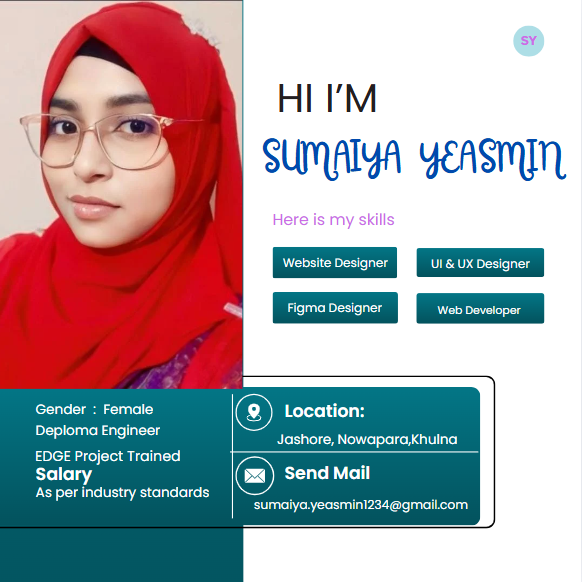 SY
HI I’M
SUMAIYA YEASMIN
Here is my skills
Website Designer
UI & UX Designer
Figma Designer
Web Developer
Gender : Female
Deploma Engineer
EDGE Project Trained
Salary
As per industry standards
Location:
Jashore, Nowapara,Khulna
Send Mail
sumaiya.yeasmin1234@gmail.com